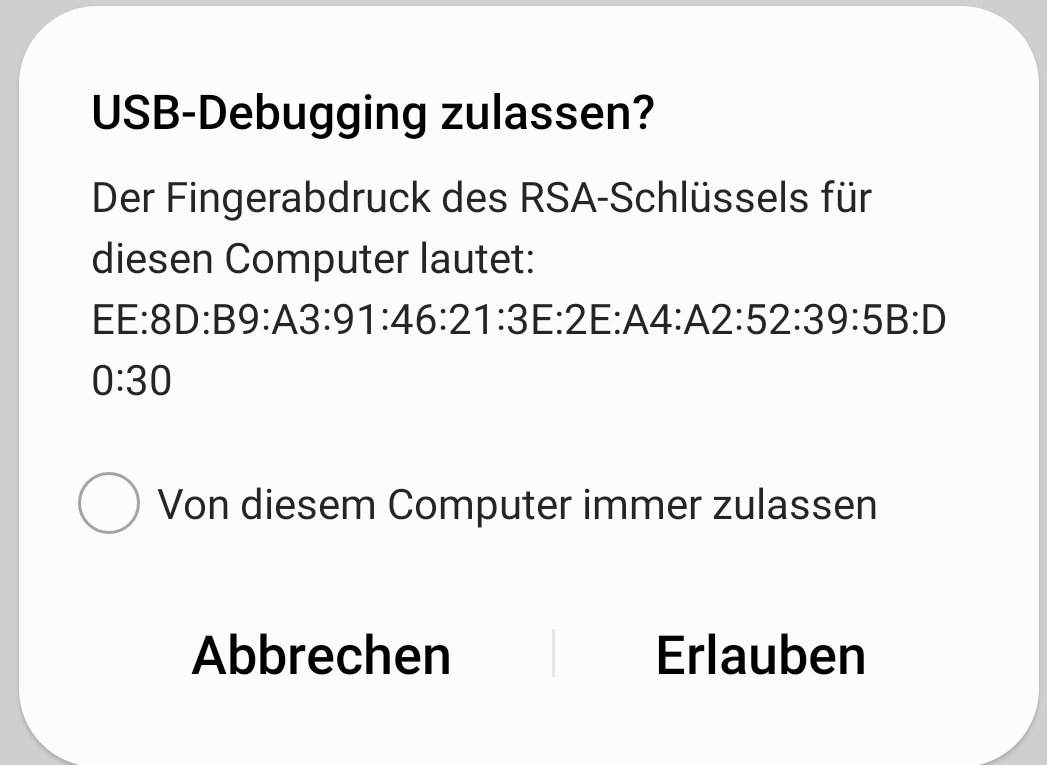 USB-Debugging zulassen?
Der Fingerabdruck des RSA-Schlüssels für
diesen Computer lautet:
EE:8D:B9:A3:91:46:21:3E:2E:A4:A2:52:39:5B:D
0:30
Von diesem Computer immer zulassen
Abbrechen
Erlauben